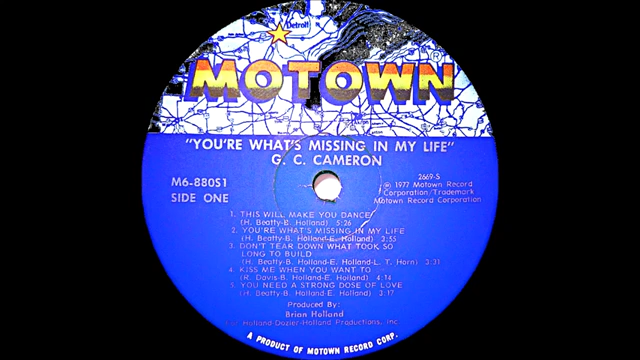 Detroit
MOTOWN®
"YOU'RE WHAT'S MISSING IN MY LIFE"
G. C. CAMERON
M6-880S1
SIDE ONE
2669-S
℗ 1977 Motown Record
Corporation/Trademark
Motown Record Corporation
1. THIS WILL MAKE YOU DANCE
(H. Beatty-E. Holland) 5:26
2. YOU'RE WHAT'S MISSING IN MY LIFE
(H. Beatty-B. Holland-E. Holland) 3:55
3. DON'T TEAR DOWN WHAT TOOK SO
LONG TO BUILD
(H. Beatty-B. Holland-E. Holland-L. T. Horn) 3:31
4. KISS ME WHEN YOU WANT TO
(R. Davis-B. Holland-E. Holland) 4:14
5. YOU NEED A STRONG DOSE OF LOVE
(H. Beatty-B. Holland-E. Holland) 3:17
Produced By:
Brian Holland
For Holland-Dozier-Holland Productions, Inc.
A PRODUCT OF MOTOWN RECORD CORP.